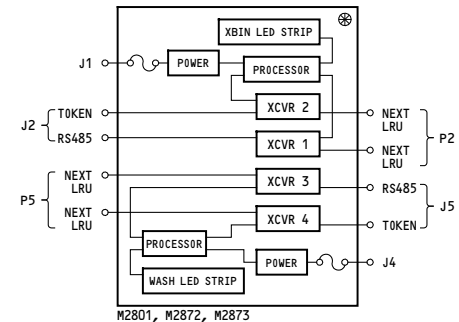 XBIN LED STRIP
J1
POWER
PROCESSOR
J2
TOKEN
XCVR 2
NEXT
LRU
P2
RS485
XCVR 1
NEXT
LRU
P5
NEXT
LRU
XCVR 3
RS485
J5
NEXT
LRU
XCVR 4
TOKEN
PROCESSOR
POWER
J4
WASH LED STRIP
M2801, M2872, M2873